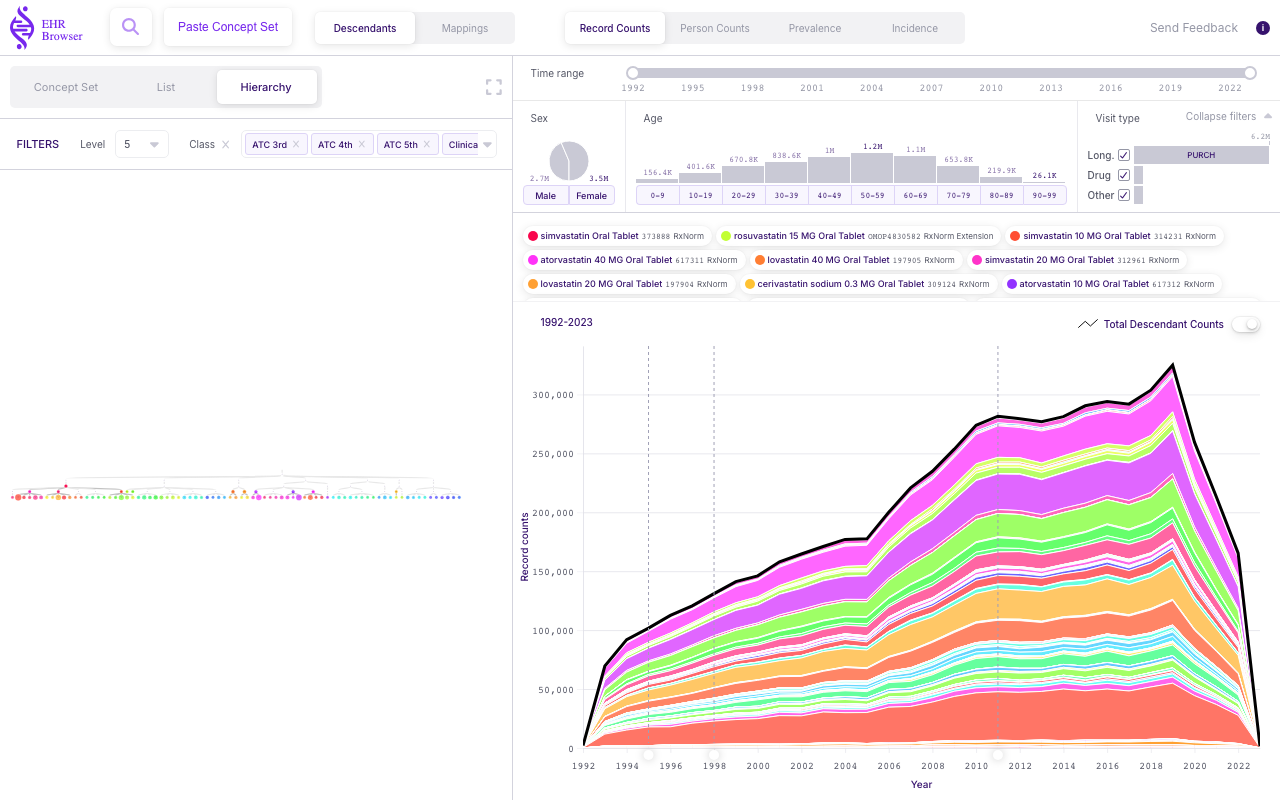 EHR
Browser
Paste Concept Set
Descendants
Mappings
Record Counts
Person Counts
Prevalence
Incidence
Send Feedback
i
Concept Set
List
Hierarchy
FILTERS
Level
5
Class
ATC 3rd
ATC 4th
ATC 5th
Clinica
Time range
1992 1995 1998 2001 2004 2007 2010 2013 2016 2019 2022
Sex
2.7M 3.5M
Male Female
Age
156.4K 401.6K 670.8K 838.6K 1M 1.2M 1.1M 653.8K 219.9K 26.1K
0-9 10-19 20-29 30-39 40-49 50-59 60-69 70-79 80-89 90-99
Visit type
Collapse filters
6.2M
Long. PURCH
Drug
Other
simvastatin Oral Tablet 373888 RxNorm
rosuvastatin 15 MG Oral Tablet OMOP4830582 RxNorm Extension
simvastatin 10 MG Oral Tablet 314231 RxNorm
atorvastatin 40 MG Oral Tablet 617311 RxNorm
lovastatin 40 MG Oral Tablet 197905 RxNorm
simvastatin 20 MG Oral Tablet 312961 RxNorm
lovastatin 20 MG Oral Tablet 197904 RxNorm
cerivastatin sodium 0.3 MG Oral Tablet 309124 RxNorm
atorvastatin 10 MG Oral Tablet 617312 RxNorm
1992-2023
Total Descendant Counts
300,000
250,000
200,000
150,000
100,000
50,000
0
Record counts
1992 1994 1996 1998 2000 2002 2004 2006 2008 2010 2012 2014 2016 2018 2020 2022
Year